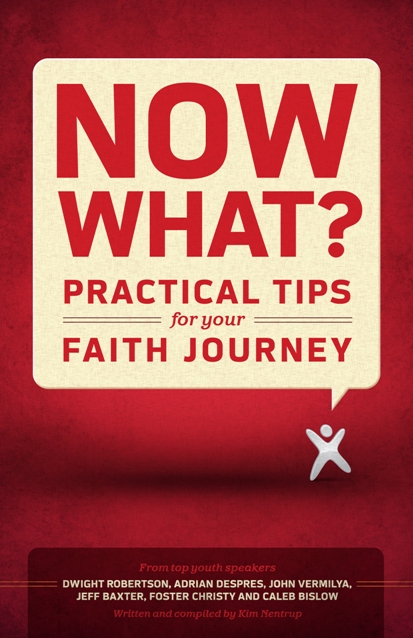 NOW
WHAT?
PRACTICAL TIPS
for your
FAITH JOURNEY
From top youth speakers
DWIGHT ROBERTSON, ADRIAN DESPRES, JOHN VERMILYA,
JEFF BAXTER, FOSTER CHRISTY AND CALEB BISLOW
Written and compiled by Kim Nentrup